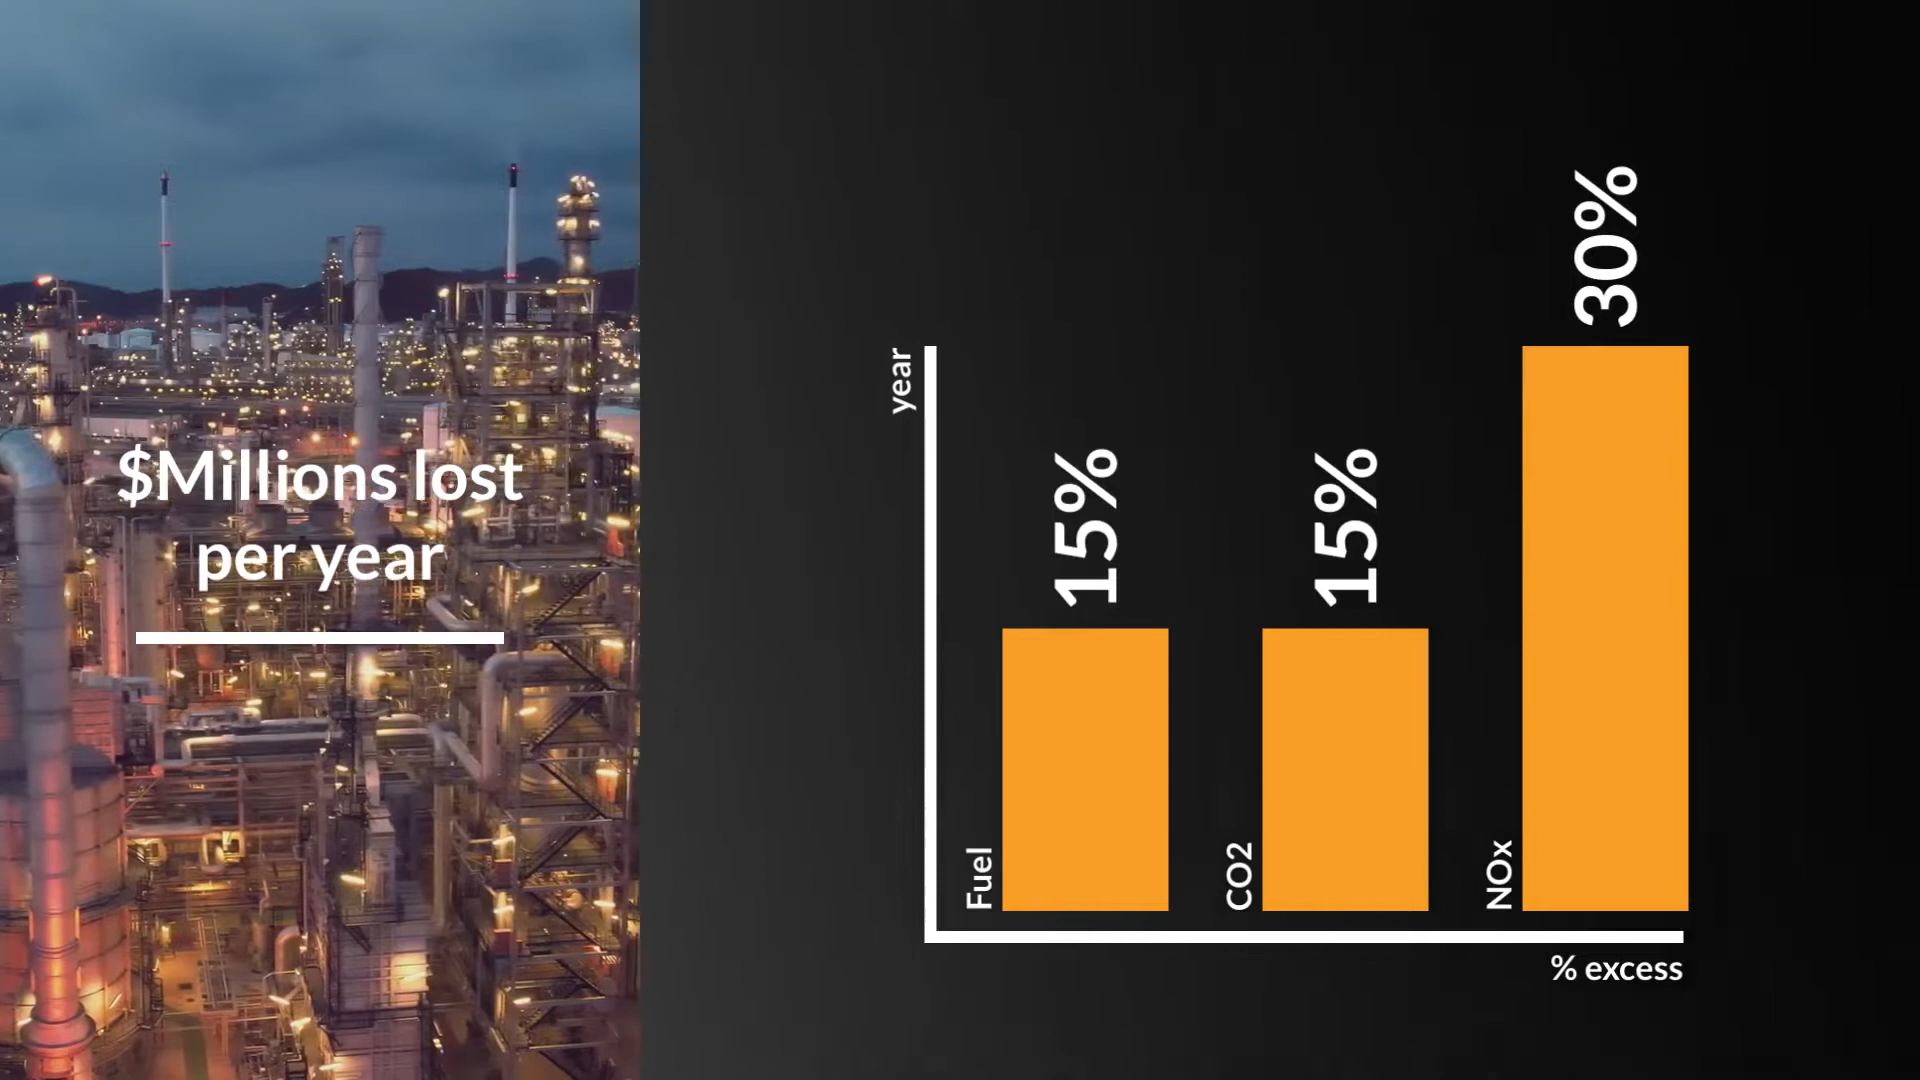 $Millions lost
per year
year
15%
15%
30%
Fuel
CO2
NOx
% excess